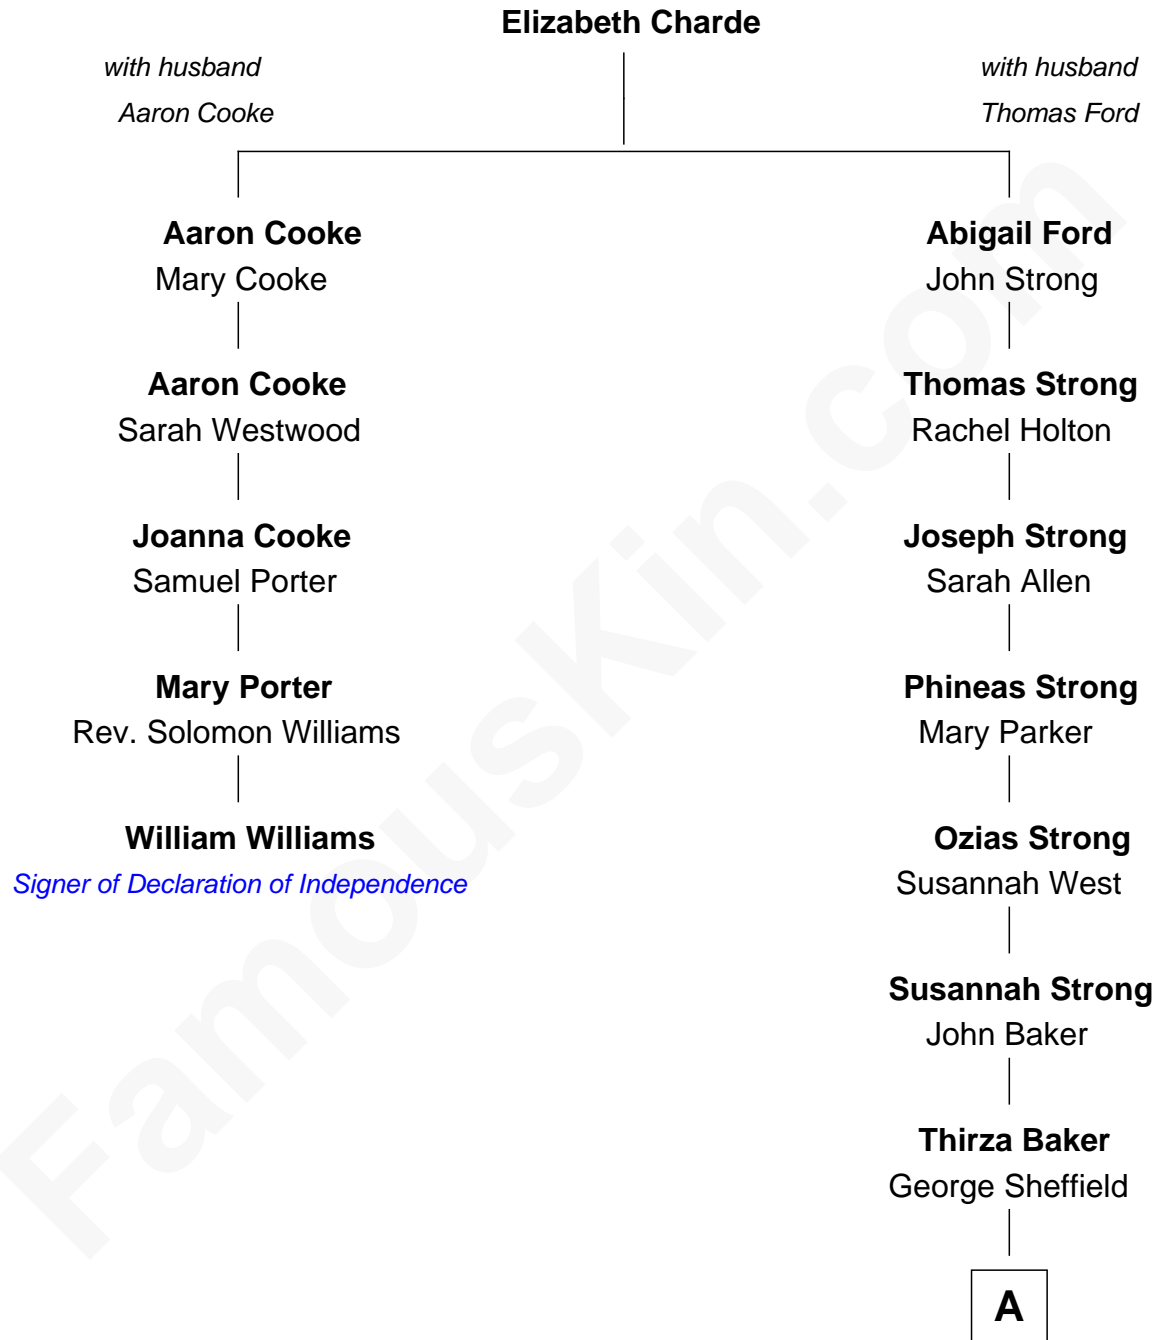 Elizabeth Charde
with husband
Aaron Cooke
with husband
Thomas Ford
Aaron Cooke
Mary Cooke
Aaron Cooke
Sarah Westwood
Joanna Cooke
Samuel Porter
Mary Porter
Rev. Solomon Williams
William Williams
Signer of Declaration of Independence
Abigail Ford
John Strong
Thomas Strong
Rachel Holton
Joseph Strong
Sarah Allen
Phineas Strong
Mary Parker
Ozias Strong
Susannah West
Susannah Strong
John Baker
Thirza Baker
George Sheffield
A
FamousKin.com